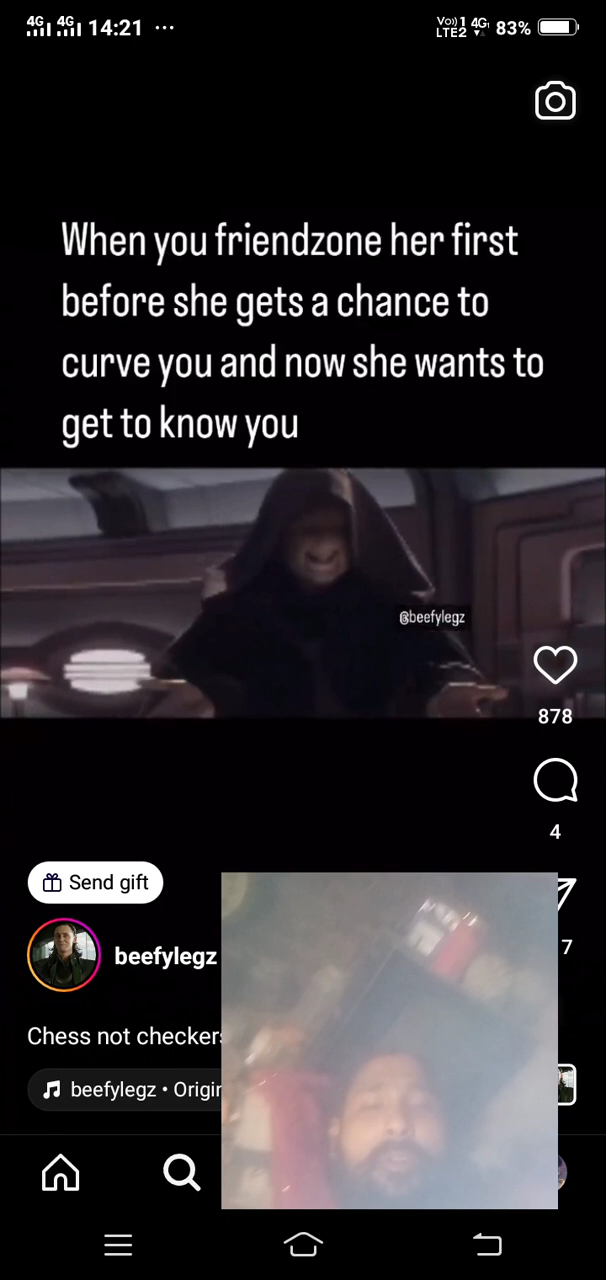 4G 4G 14:21 ... Vo)) 1 4G 83%
LTE2
When you friendzone her first
before she gets a chance to
curve you and now she wants to
get to know you
@beefylegz
878
4
Send gift
7
beefylegz
Chess not checkers
beefylegz • Origin